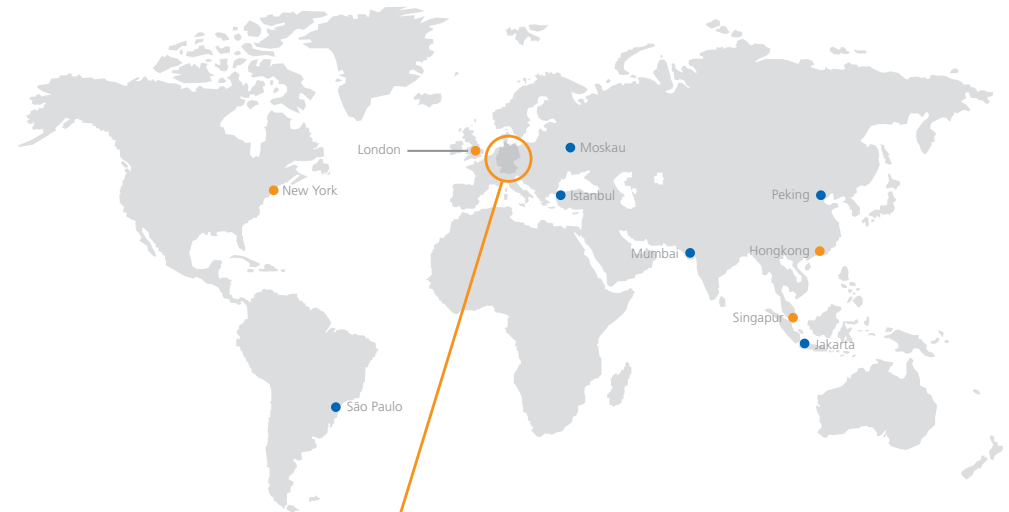 London
Moskau
New York
Istanbul
Peking
Mumbai
Hongkong
Singapur
Jakarta
São Paulo